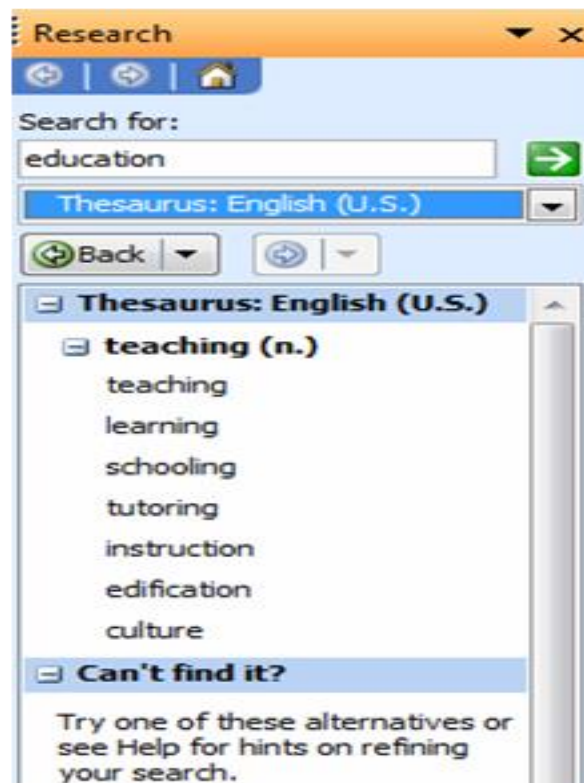 Research
Search for:
education
Thesaurus: English (U.S.)
Back
Thesaurus: English (U.S.)
teaching (n.)
teaching
learning
schooling
tutoring
instruction
edification
culture
Can't find it?
Try one of these alternatives or
see Help for hints on refining
your search.